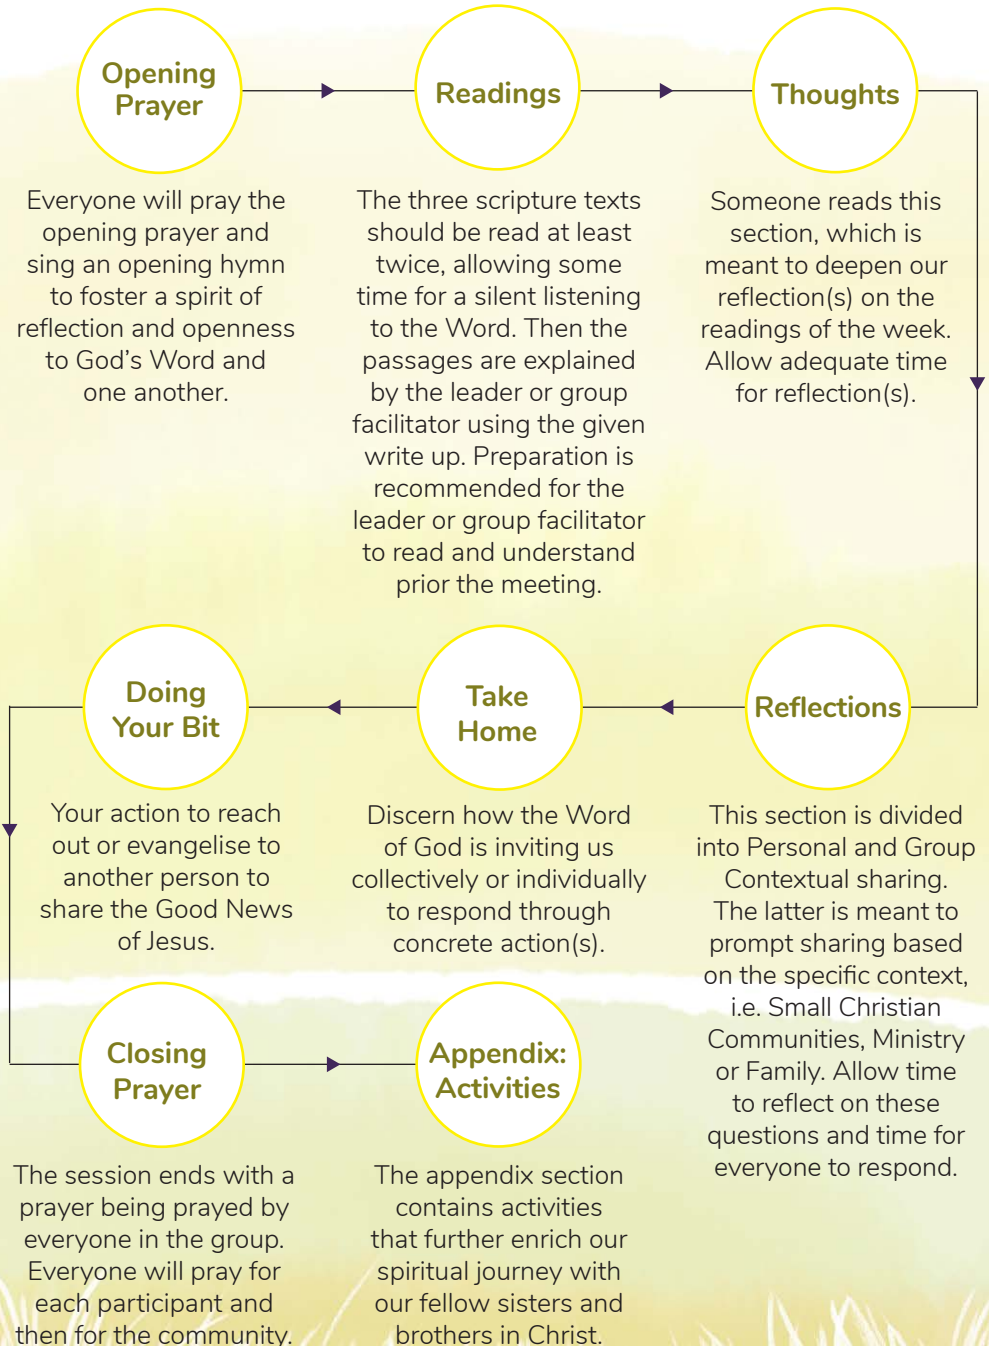 Opening
Prayer
Everyone will pray the
opening prayer and
sing an opening hymn
to foster a spirit of
reflection and openness
to God’s Word and
one another.
Readings
The three scripture texts
should be read at least
twice, allowing some
time for a silent listening
to the Word. Then the
passages are explained
by the leader or group
facilitator using the given
write up. Preparation is
recommended for the
leader or group facilitator
to read and understand
prior the meeting.
Thoughts
Someone reads this
section, which is
meant to deepen our
reflection(s) on the
readings of the week.
Allow adequate time
for reflection(s).
Reflections
This section is divided
into Personal and Group
Contextual sharing.
The latter is meant to
prompt sharing based
on the specific context,
i.e. Small Christian
Communities, Ministry
or Family. Allow time
to reflect on these
questions and time for
everyone to respond.
Take
Home
Discern how the Word
of God is inviting us
collectively or individually
to respond through
concrete action(s).
Doing
Your Bit
Your action to reach
out or evangelise to
another person to
share the Good News
of Jesus.
Closing
Prayer
The session ends with a
prayer being prayed by
everyone in the group.
Everyone will pray for
each participant and
then for the community.
Appendix:
Activities
The appendix section
contains activities
that further enrich our
spiritual journey with
our fellow sisters and
brothers in Christ.